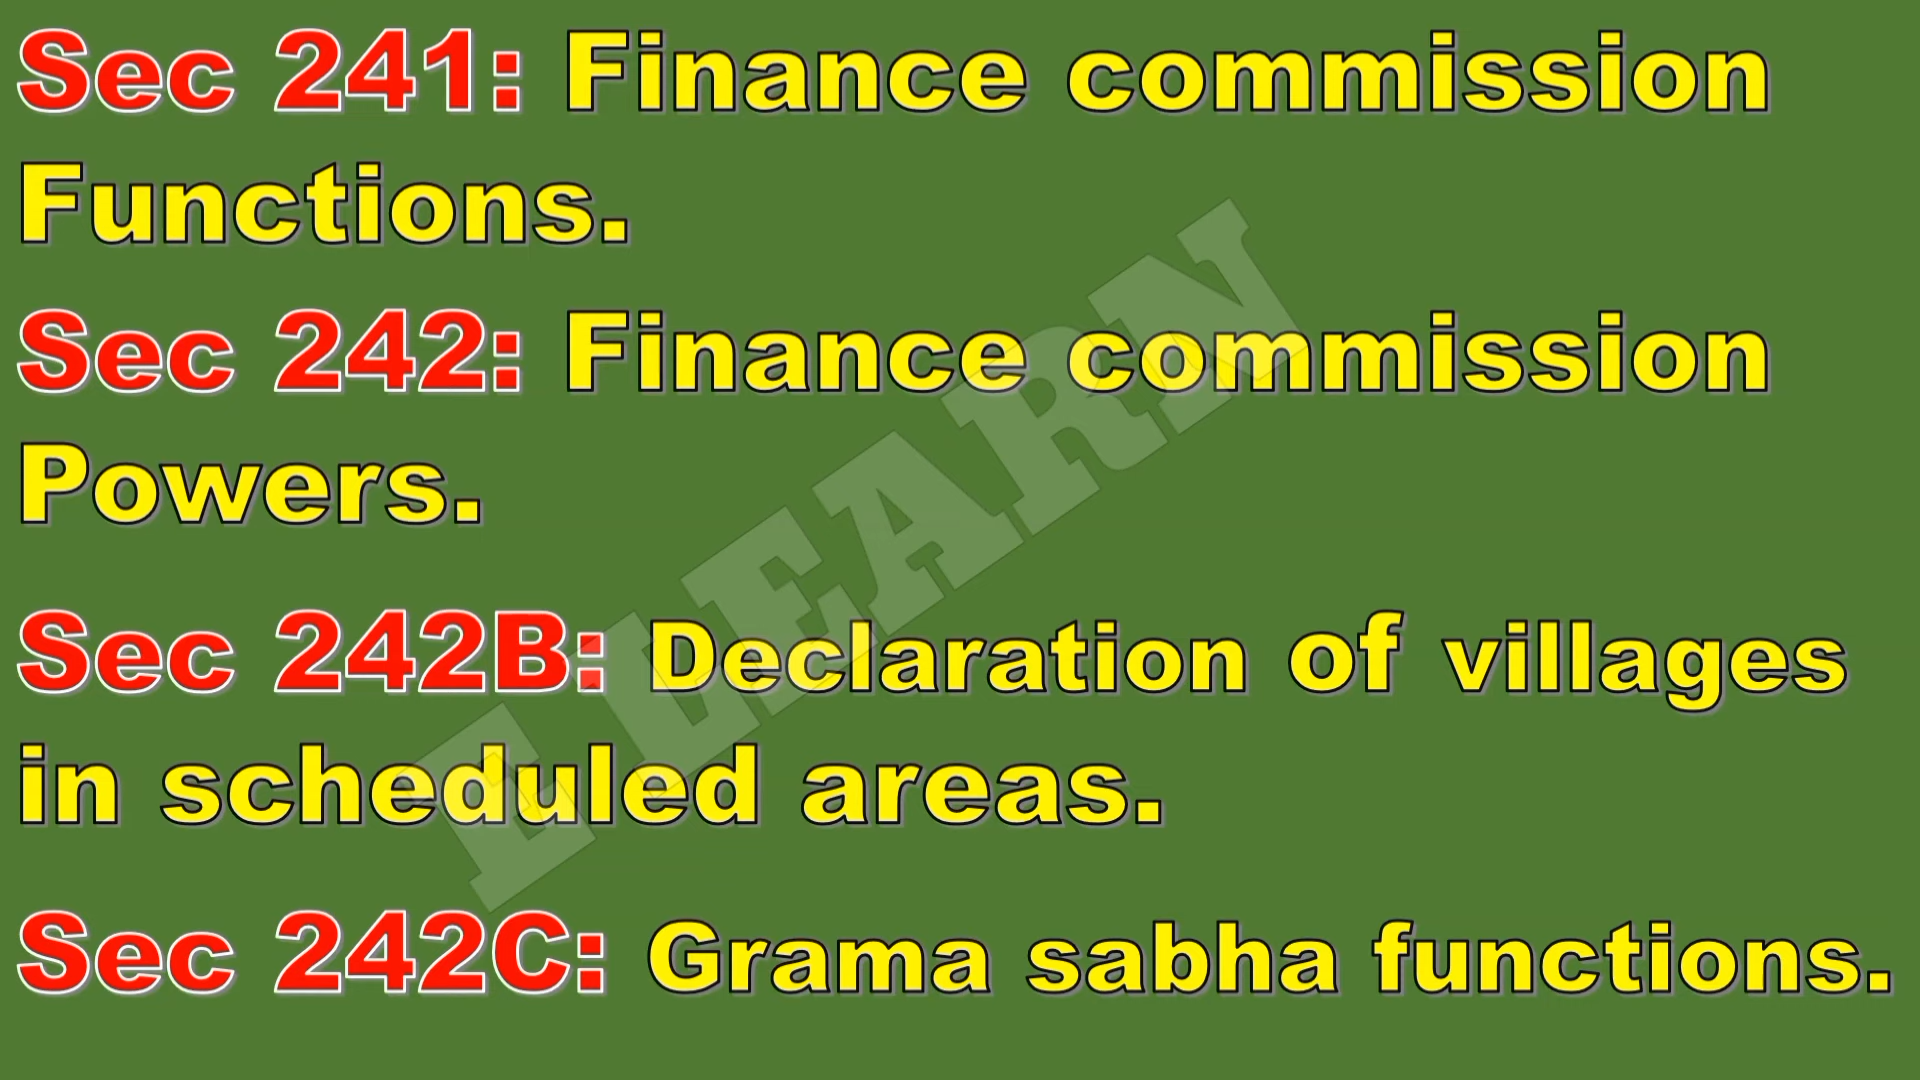 Sec 241: Finance commission
Functions.
Sec 242: Finance commission
Powers.
Sec 242B: Declaration of villages
in scheduled areas.
Sec 242C: Grama sabha functions.
E LEARN